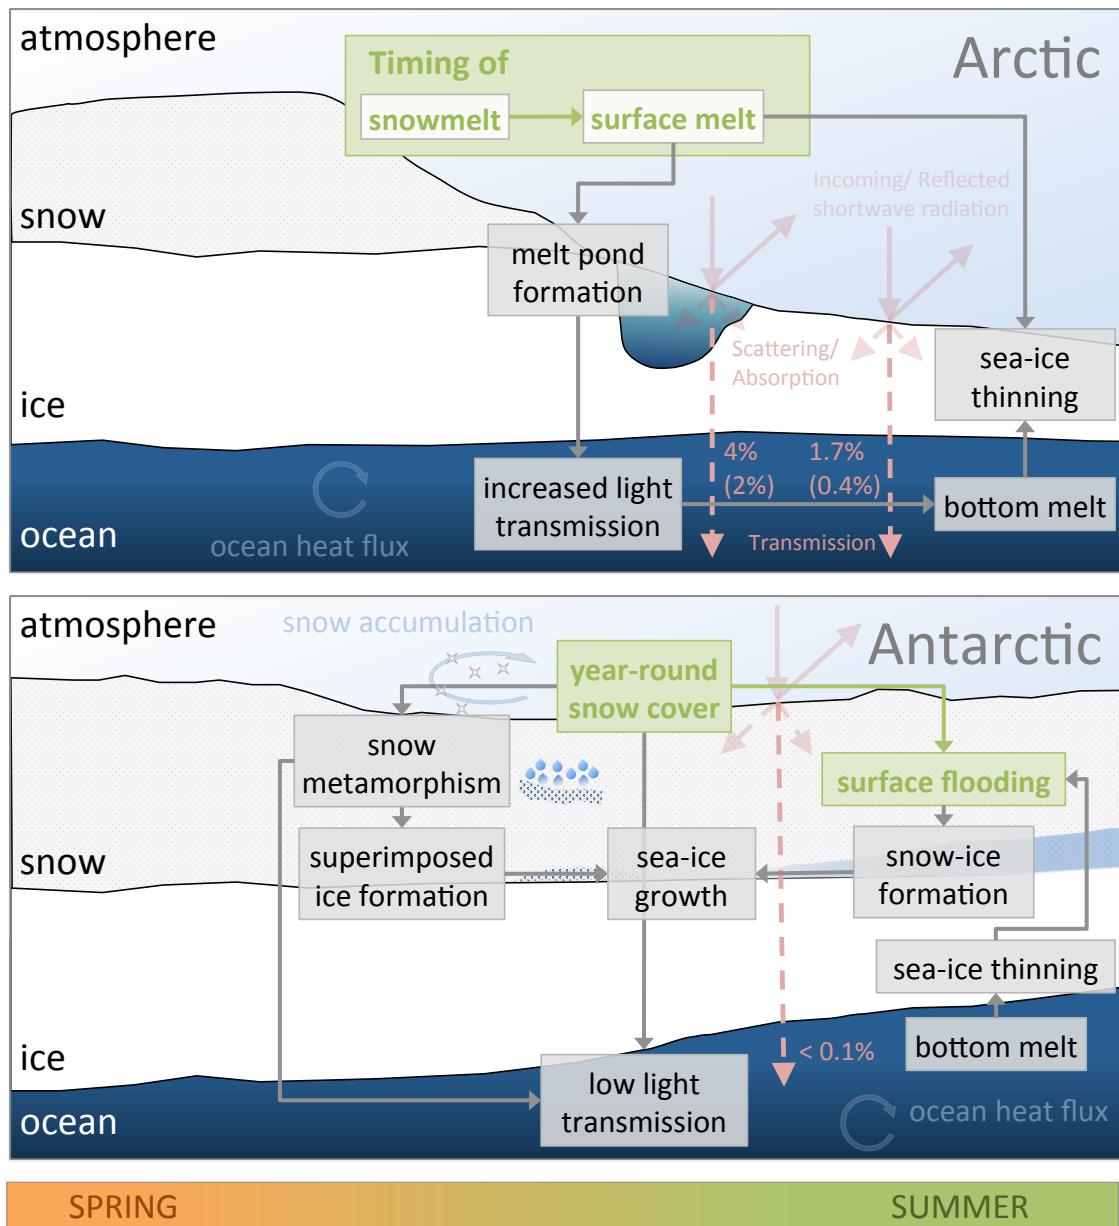 atmosphere
Arctic
Timing of
snowmelt
surface melt
Incoming/ Reflected
shortwave radiation
snow
melt pond
formation
Scattering/
Absorption
sea-ice
thinning
ice
4%
(2%)
1.7%
(0.4%)
increased light
transmission
bottom melt
ocean
ocean heat flux
Transmission
atmosphere
snow accumulation
Antarctic
year-round
snow cover
snow
metamorphism
surface flooding
superimposed
ice formation
sea-ice
growth
snow-ice
formation
snow
sea-ice thinning
ice
< 0.1%
bottom melt
low light
transmission
ocean
ocean heat flux
SPRING
SUMMER